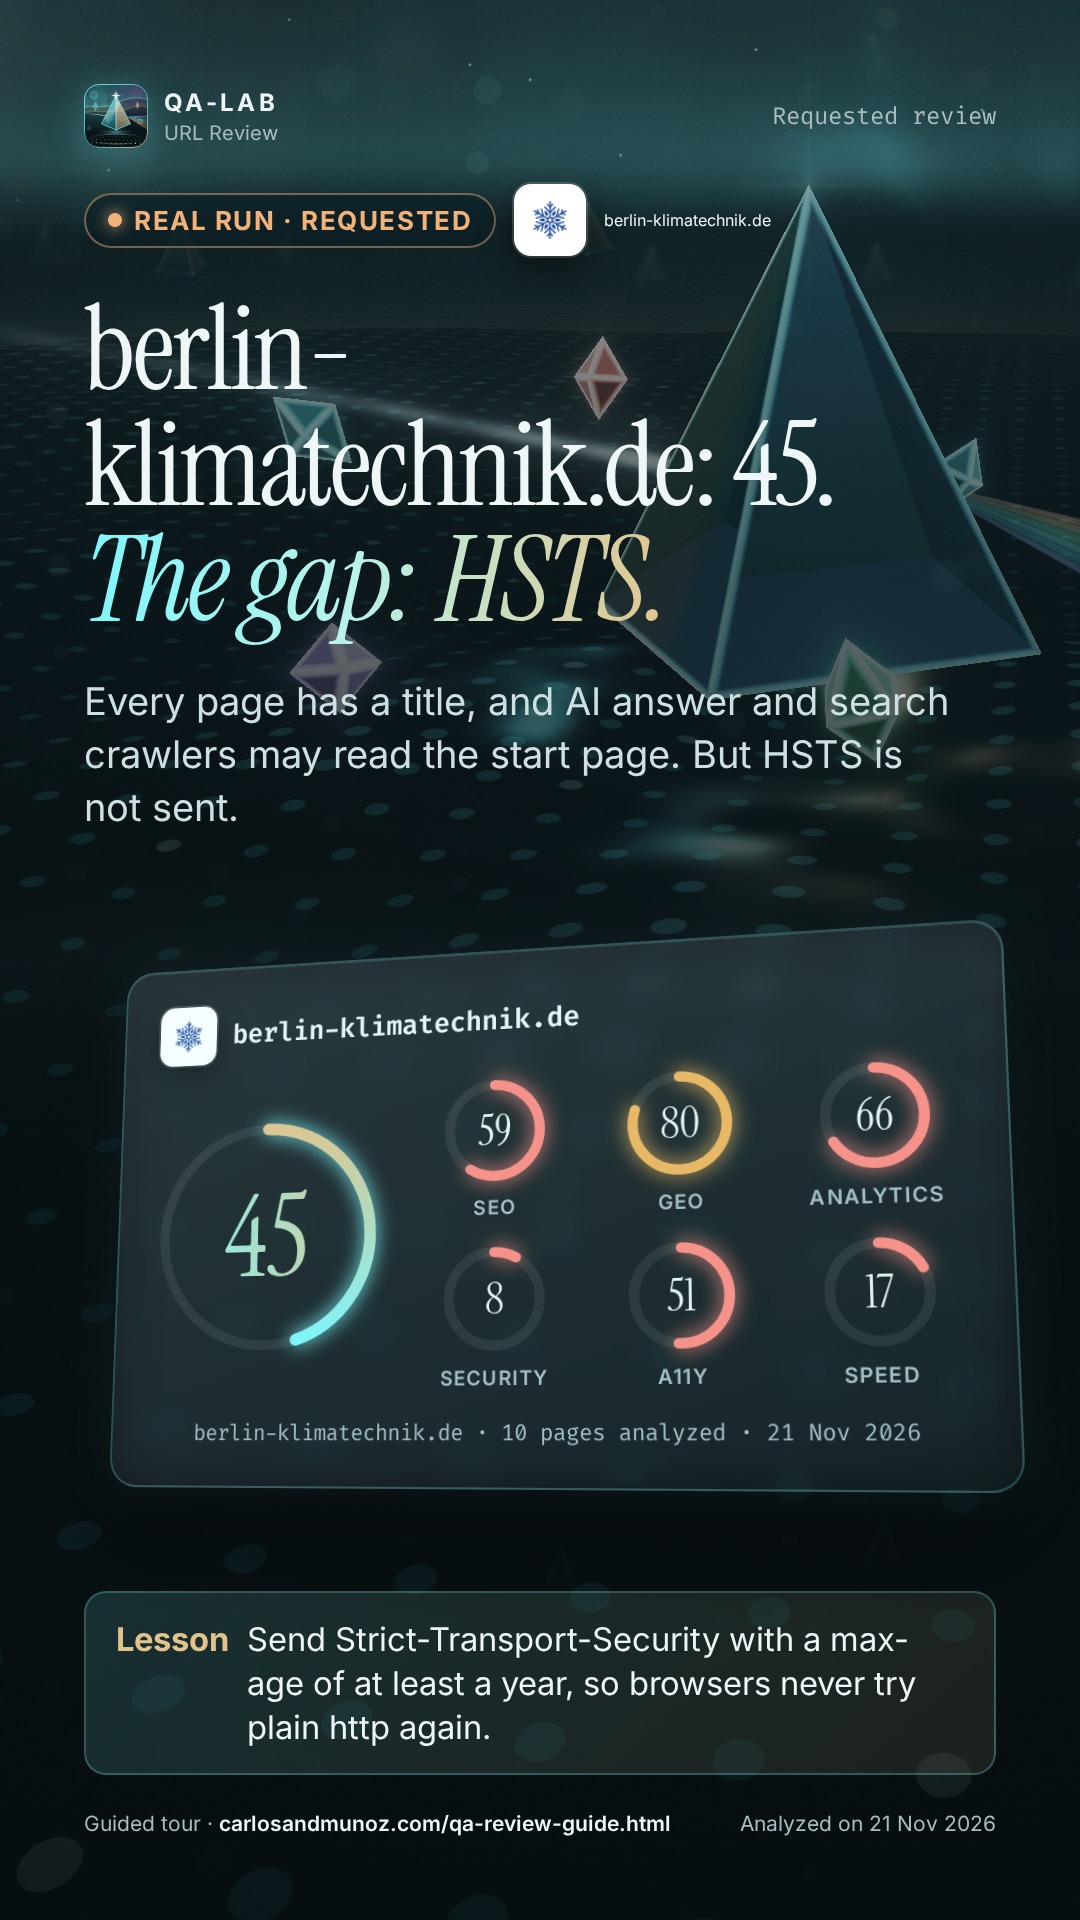 QA-LAB
URL Review
Requested review
REAL RUN · REQUESTED
berlin-klimatechnik.de
berlin-
klimatechnik.de: 45.
The gap: HSTS.
Every page has a title, and AI answer and search
crawlers may read the start page. But HSTS is
not sent.
berlin-klimatechnik.de
45
59
SEO
80
GEO
66
ANALYTICS
8
SECURITY
51
A11Y
17
SPEED
berlin-klimatechnik.de · 10 pages analyzed · 21 Nov 2026
Lesson
Send Strict-Transport-Security with a max-
age of at least a year, so browsers never try
plain http again.
Guided tour · carlosandmunoz.com/qa-review-guide.html
Analyzed on 21 Nov 2026